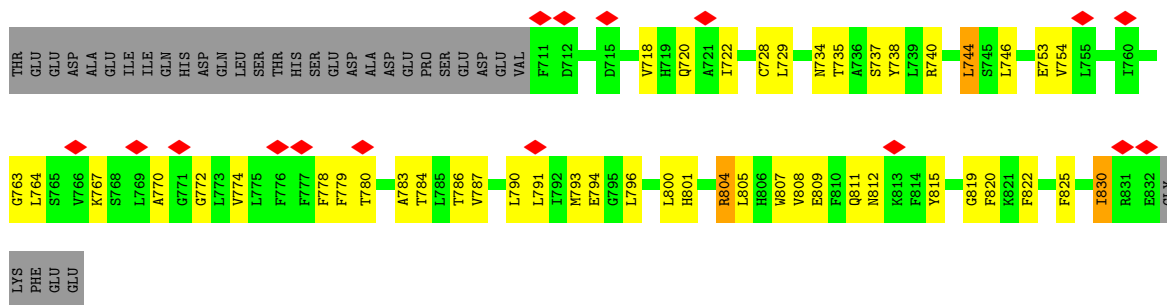 THR GLU GLU ASP ALA GLU ILE ILE GLN HIS ASP GLN LEU SER THR HIS SER GLU ASP ALA ASP GLU PRO SER GLU ASP GLU VAL F711 D712 D715 V718 H719 Q720 A721 I722 C728 L729 N734 T735 A736 S737 Y738 L739 R740 L744 S745 L746 E753 V754 L755 I760
G763 L764 S765 V766 K767 S768 L769 A770 G771 G772 L773 V774 L775 F776 F777 F778 F779 T780 A783 T784 L785 T786 V787 L790 L791 I792 M793 E794 G795 L796 L800 H801 R804 L805 H806 W807 V808 E809 F810 Q811 N812 K813 F814 Y815 G819 F820 K821 F822 F825 I830 R831 E832 GLY
LYS PHE GLU GLU